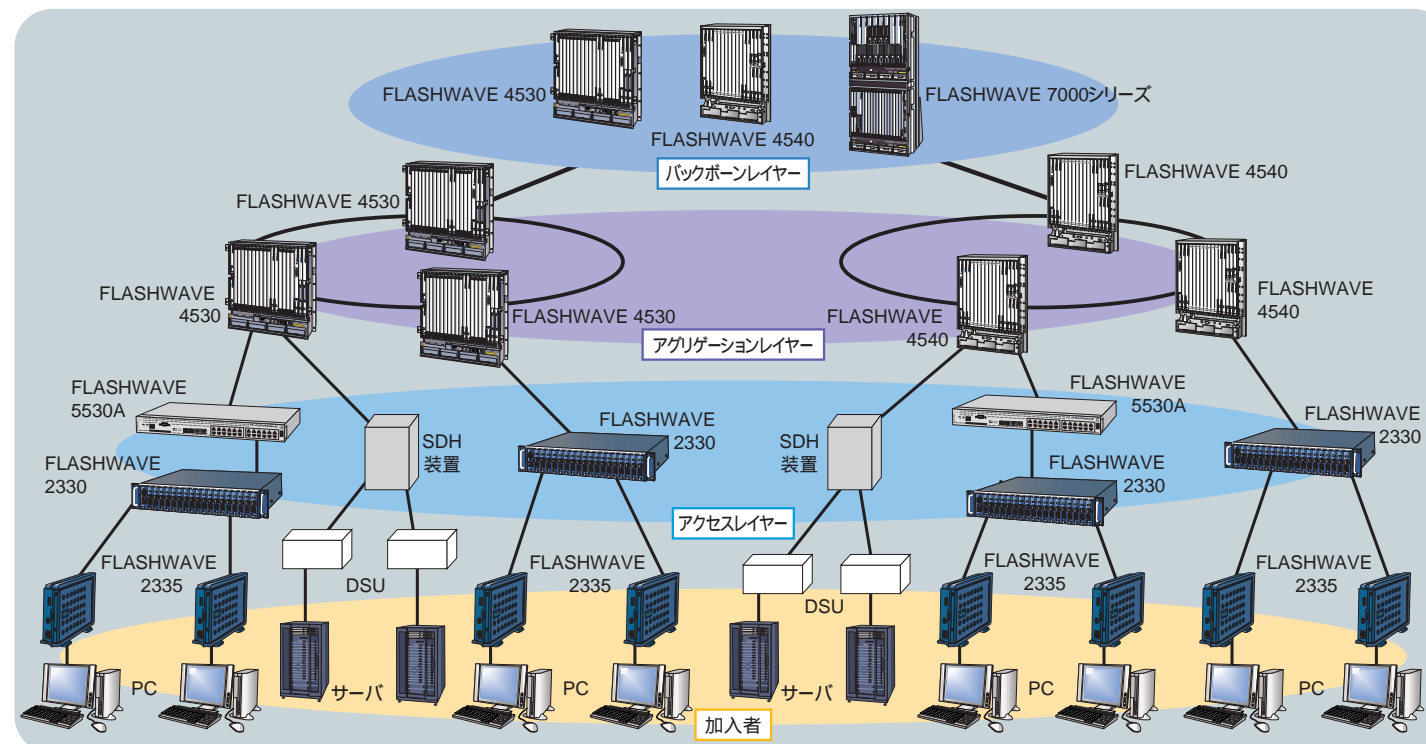 FLASHWAVE 4530
FLASHWAVE 4540
FLASHWAVE 7000シリーズ
バックボーンレイヤー
FLASHWAVE 4530
FLASHWAVE 4540
FLASHWAVE
4530
FLASHWAVE 4530
FLASHWAVE
4540
FLASHWAVE
4540
アグリゲーションレイヤー
FLASHWAVE
5530A
SDH
装置
FLASHWAVE
2330
SDH
装置
FLASHWAVE
5530A
FLASHWAVE
2330
FLASHWAVE
2330
FLASHWAVE
2330
アクセスレイヤー
FLASHWAVE
2335
DSU
FLASHWAVE
2335
DSU
FLASHWAVE
2335
FLASHWAVE
2335
PC
サーバ
PC
サーバ
PC
PC
加入者